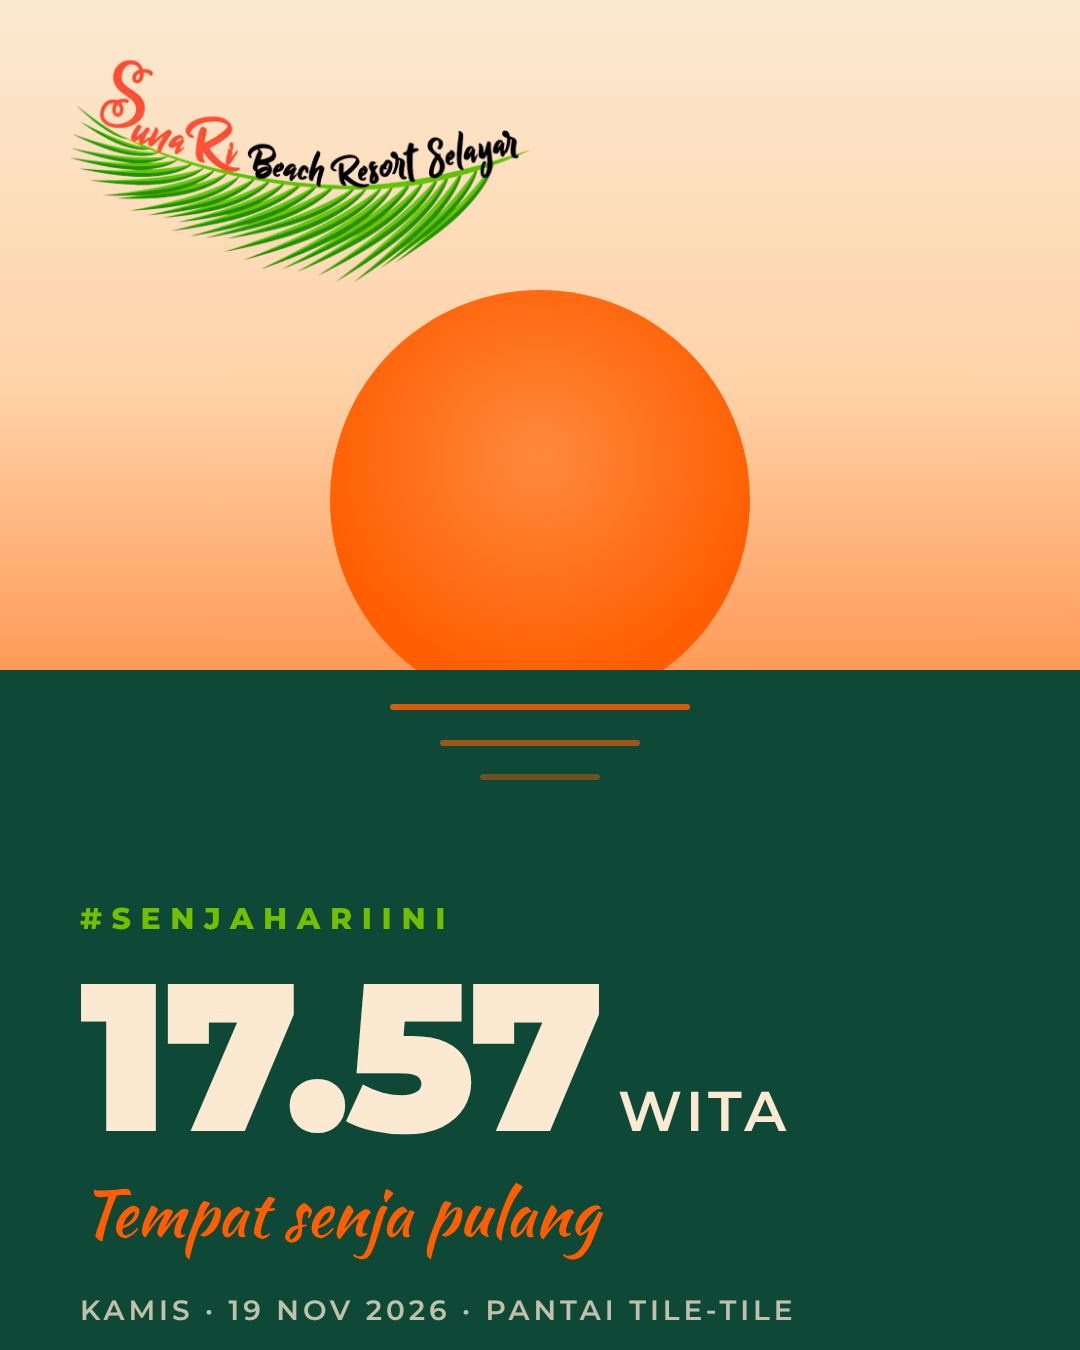 SunaRi Beach Resort Selayar
#SENJAHARIINI
17.57 WITA
Tempat senja pulang
KAMIS · 19 NOV 2026 · PANTAI TILE-TILE